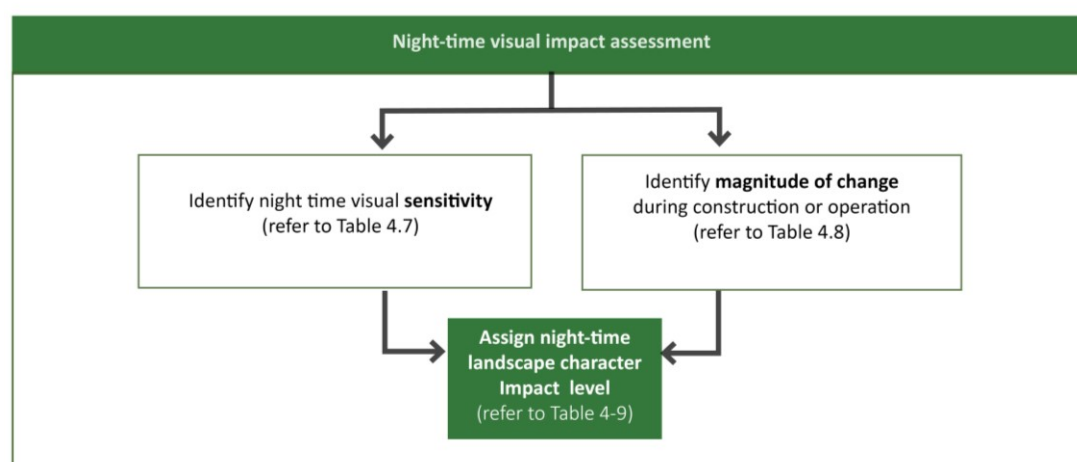 Night-time visual impact assessment
Identify night time visual sensitivity
(refer to Table 4.7)
Identify magnitude of change
during construction or operation
(refer to Table 4.8)
Assign night-time
landscape character
Impact level
(refer to Table 4-9)